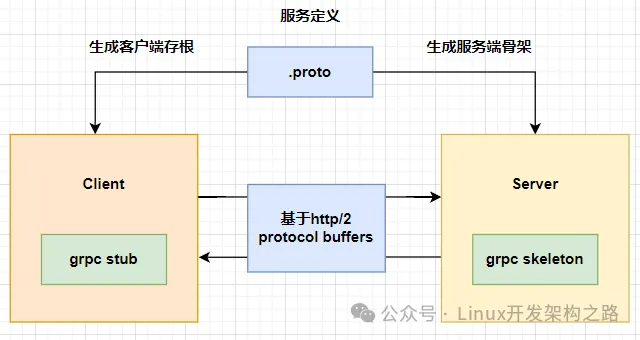 服务定义
生成客户端存根
生成服务端骨架
.proto
Client
基于http/2
protocol buffers
Server
grpc stub
grpc skeleton
公众号 · Linux开发架构之路